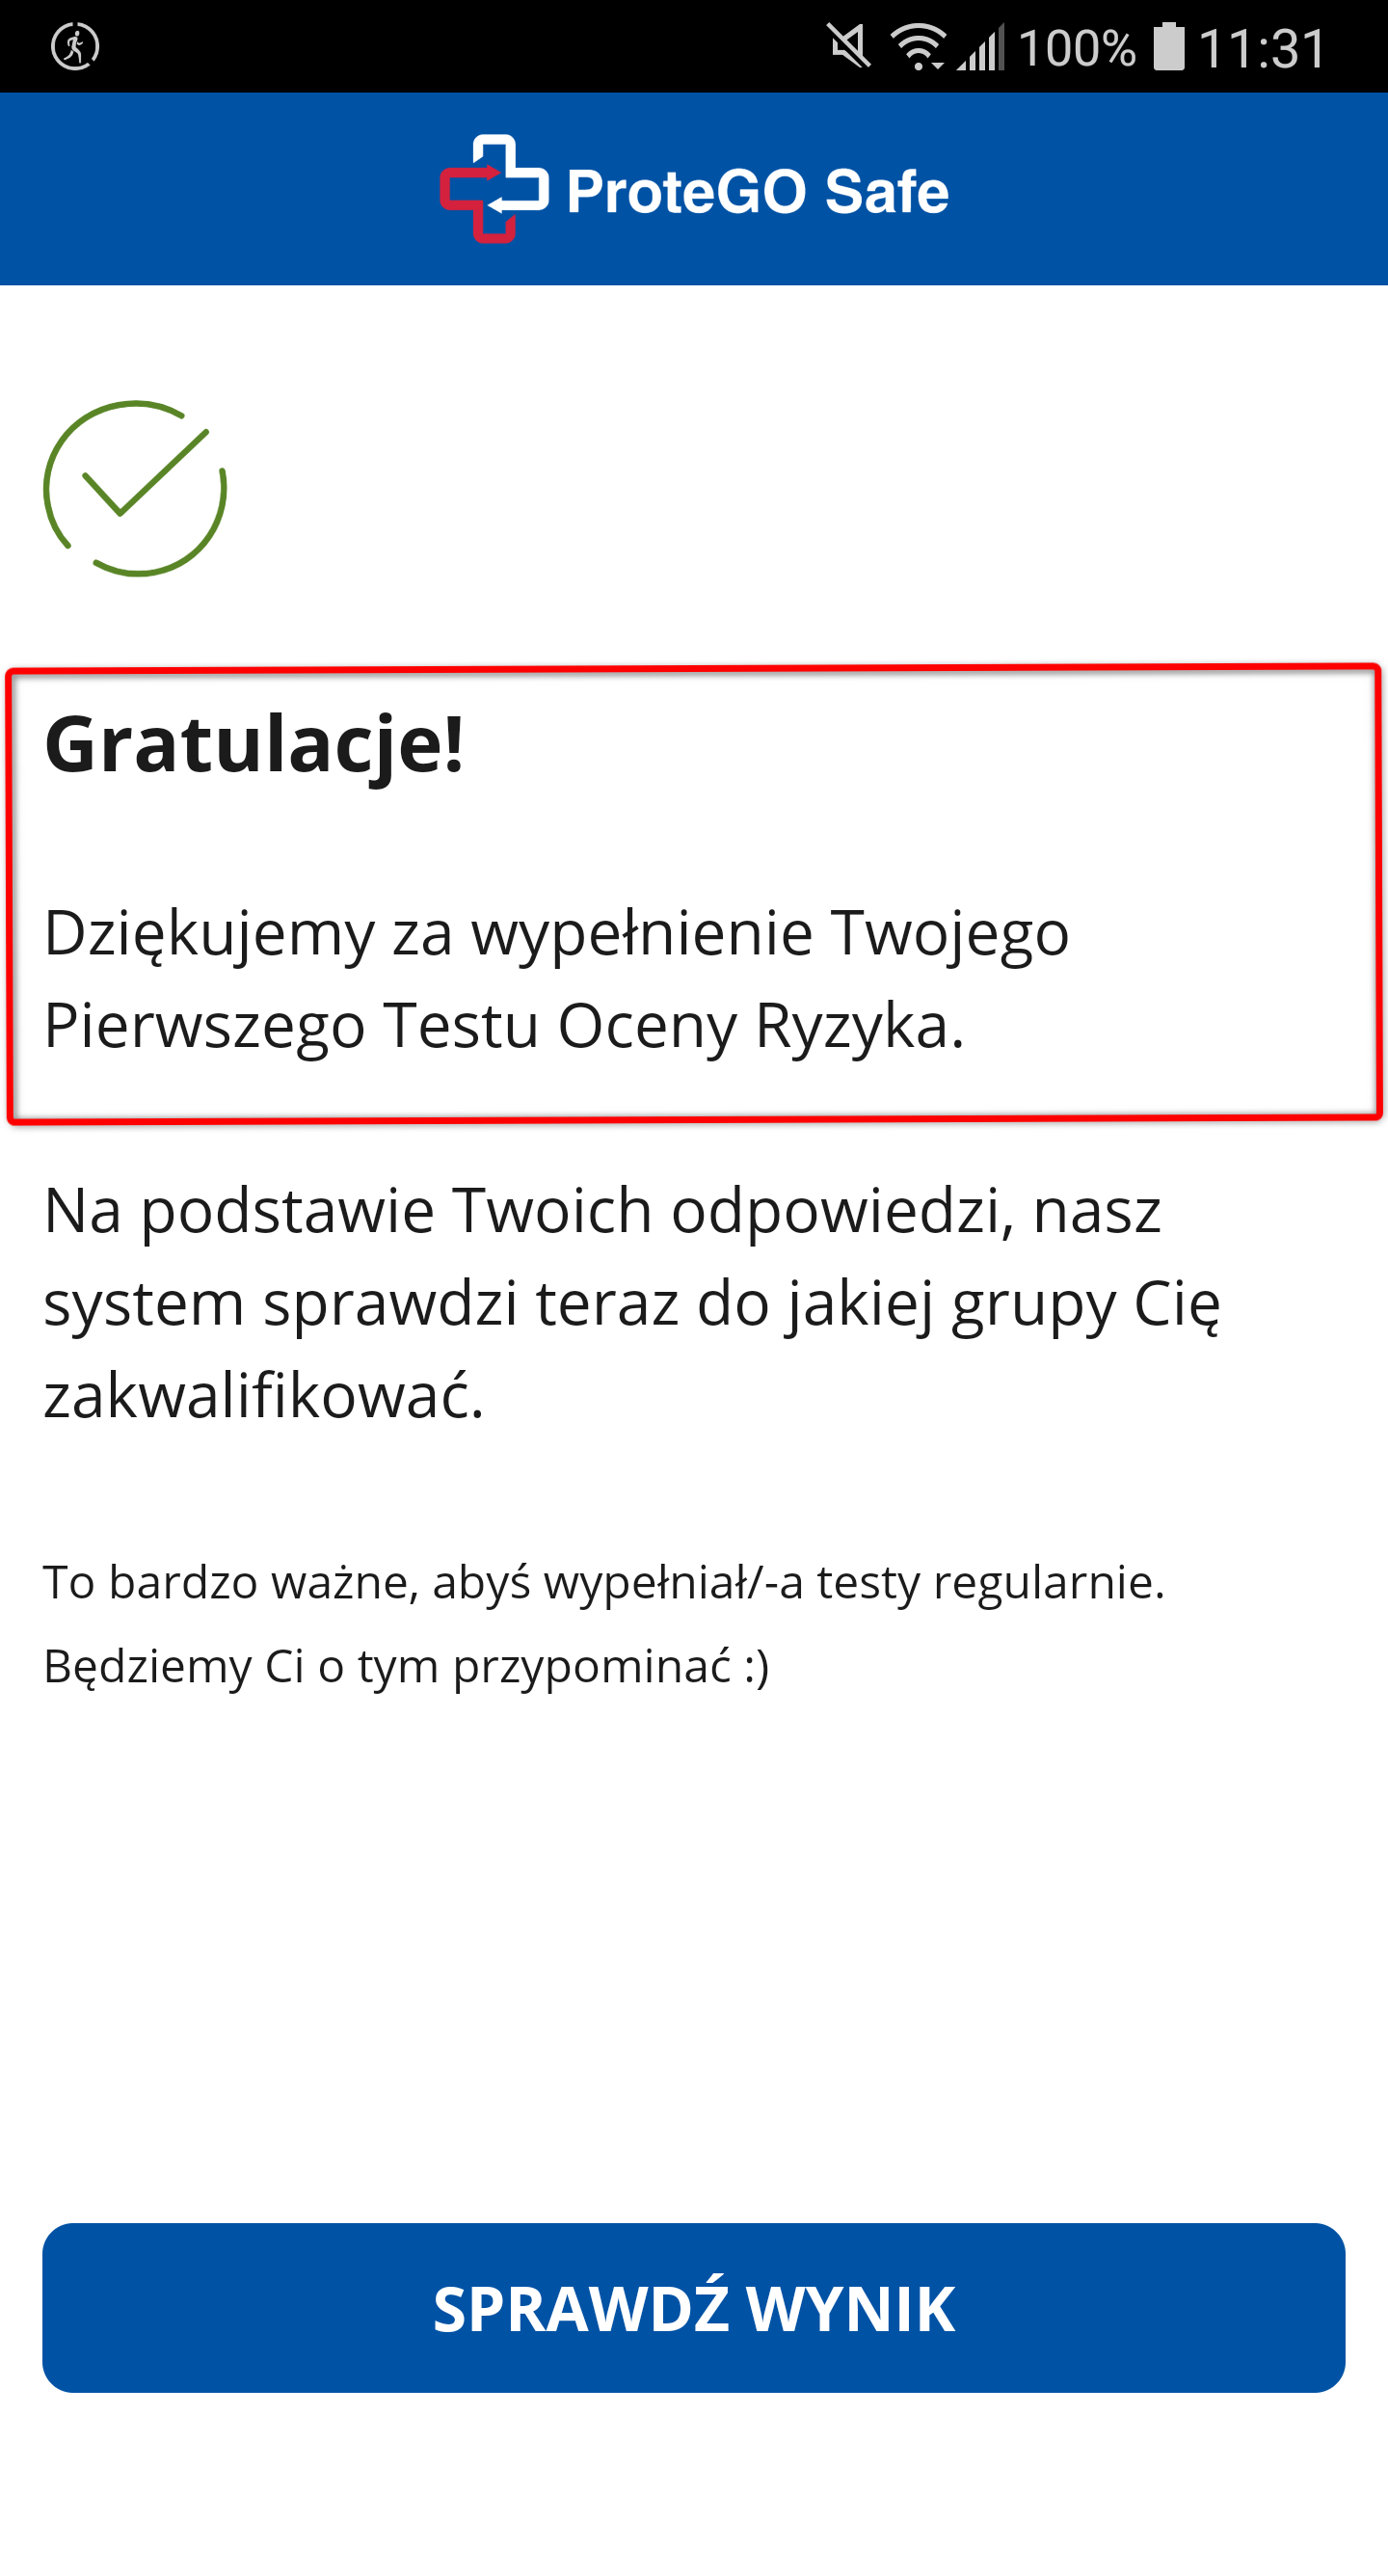 100% 11:31
ProteGO Safe
Gratulacje!
Dziękujemy za wypełnienie Twojego
Pierwszego Testu Oceny Ryzyka.
Na podstawie Twoich odpowiedzi, nasz
system sprawdzi teraz do jakiej grupy Cię
zakwalifikować.
To bardzo ważne, abyś wypełniał/-a testy regularnie.
Będziemy Ci o tym przypominać :)
SPRAWDŹ WYNIK